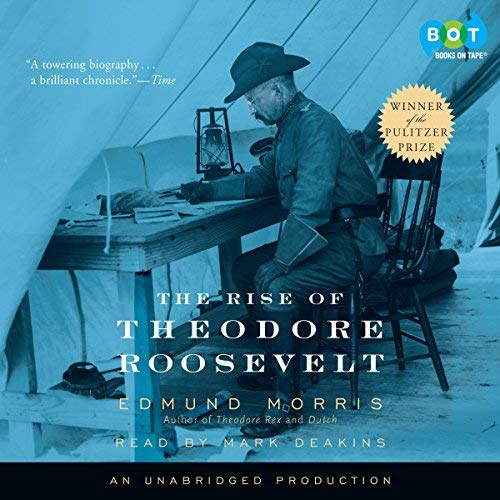 BOT
BOOKS ON TAPE®
“A towering biography . . .
a brilliant chronicle.”—Time
WINNER
of the
PULITZER
PRIZE
THE RISE OF
THEODORE
ROOSEVELT
EDMUND MORRIS
Author of Theodore Rex and Dutch
READ BY MARK DEAKINS
AN UNABRIDGED PRODUCTION